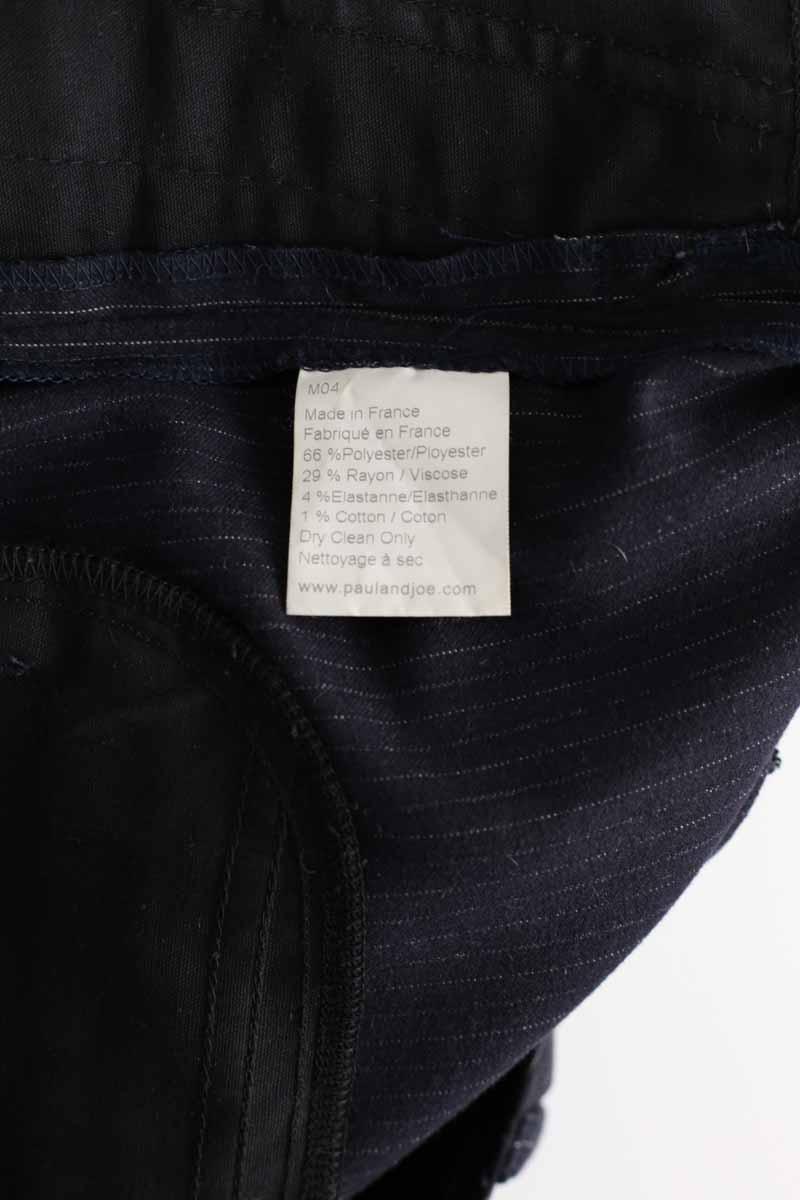 M04
Made in France
Fabriqué en France
66 %Polyester/Ployester
29 % Rayon / Viscose
4 %Elastanne/Elasthanne
1 % Cotton / Coton
Dry Clean Only
Nettoyage à sec
www.paulandjoe.com